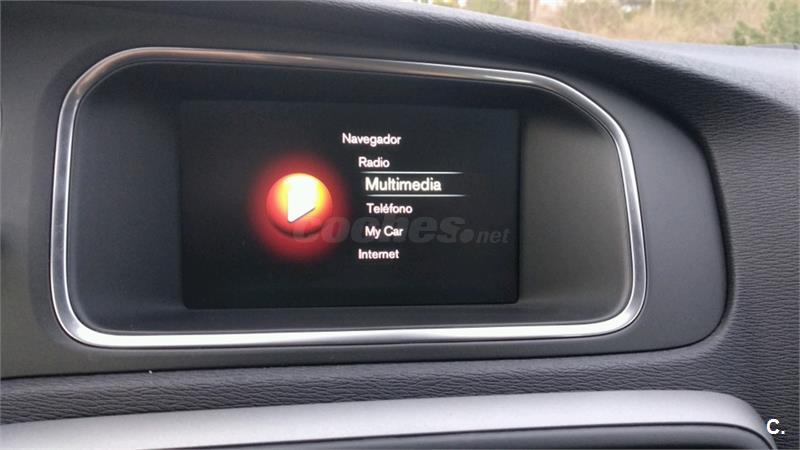 Navegador
Radio
Multimedia
Teléfono
My Car
coches.net
Internet
C.